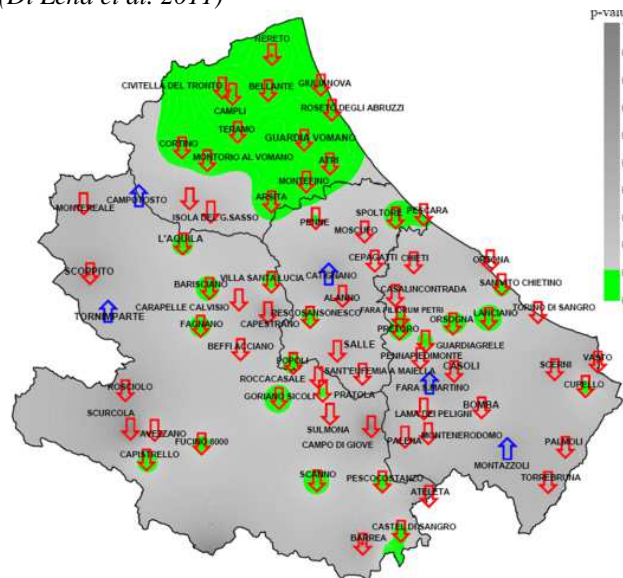 (Di Lena et al. 2011)
p-valu
NERETO
CIVITELLA DEL TRONTO
BELLANTE
GIULIANOVA
CAMPLI
ROSETO DEGLI ABRUZZI
TERAMO
GUARDIA VOMANO
CORTINO
MONTORIO AL VOMANO
ATRI
MONTEFINO
CAMPOTOSTO
ARSITA
MONTEREALE
ISOLA DEL G.SASSO
PENNE
SPOLTORE
PESCARA
MOSCUFO
L'AQUILA
CEPAGATTI
CHIETI
ORTONA
SCOPPITO
VILLA SANTA LUCIA
CATIGNANO
SAN VITO CHIETINO
BARISCIANO
CASALINCONTRADA
ALANNO
CARAPELLE CALVISIO
TORNIMPARTE
PESCOSANSONESCO
FARA FILIORUM PETRI
TORINO DI SANGRO
CAPESTRANO
ORSOGNA
LANCIANO
FAGNANO
PRETORO
GUARDIAGRELE
BEFFI ACCIANO
SALLE
PENNAPIEDIMONTE
POPOLI
VASTO
ROCCACASALE
SANT'EUFEMIA A MAIELLA
CASOLI
SCERNI
ROSCIOLO
FARA S.MARTINO
CUPELLO
GORIANO SICOLI
PRATOLA
BOMBA
SCURCOLA
LAMA DEI PELIGNI
SULMONA
AVEZZANO
FUCINO 8000
CAMPO DI GIOVE
PALENA
MONTENERODOMO
PALMOLI
CAPISTRELLO
MONTAZZOLI
SCANNO
PESCOCOSTANZO
TORREBRUNA
ATELETA
CASTEL DI SANGRO
BARREA